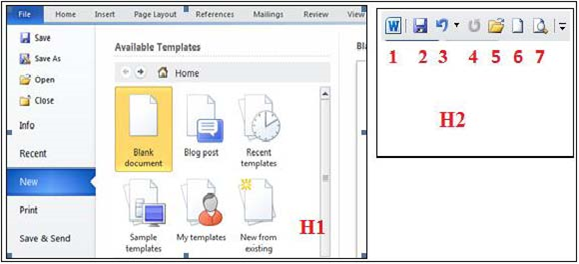 File Home Insert Page Layout References Mailings Review View
Save
Save As
Open
Close
Info
Recent
New
Print
Save & Send
Available Templates
Home
Blank document
Blog post
Recent templates
Sample templates
My templates
New from existing
H1
W
1 2 3 4 5 6 7
H2